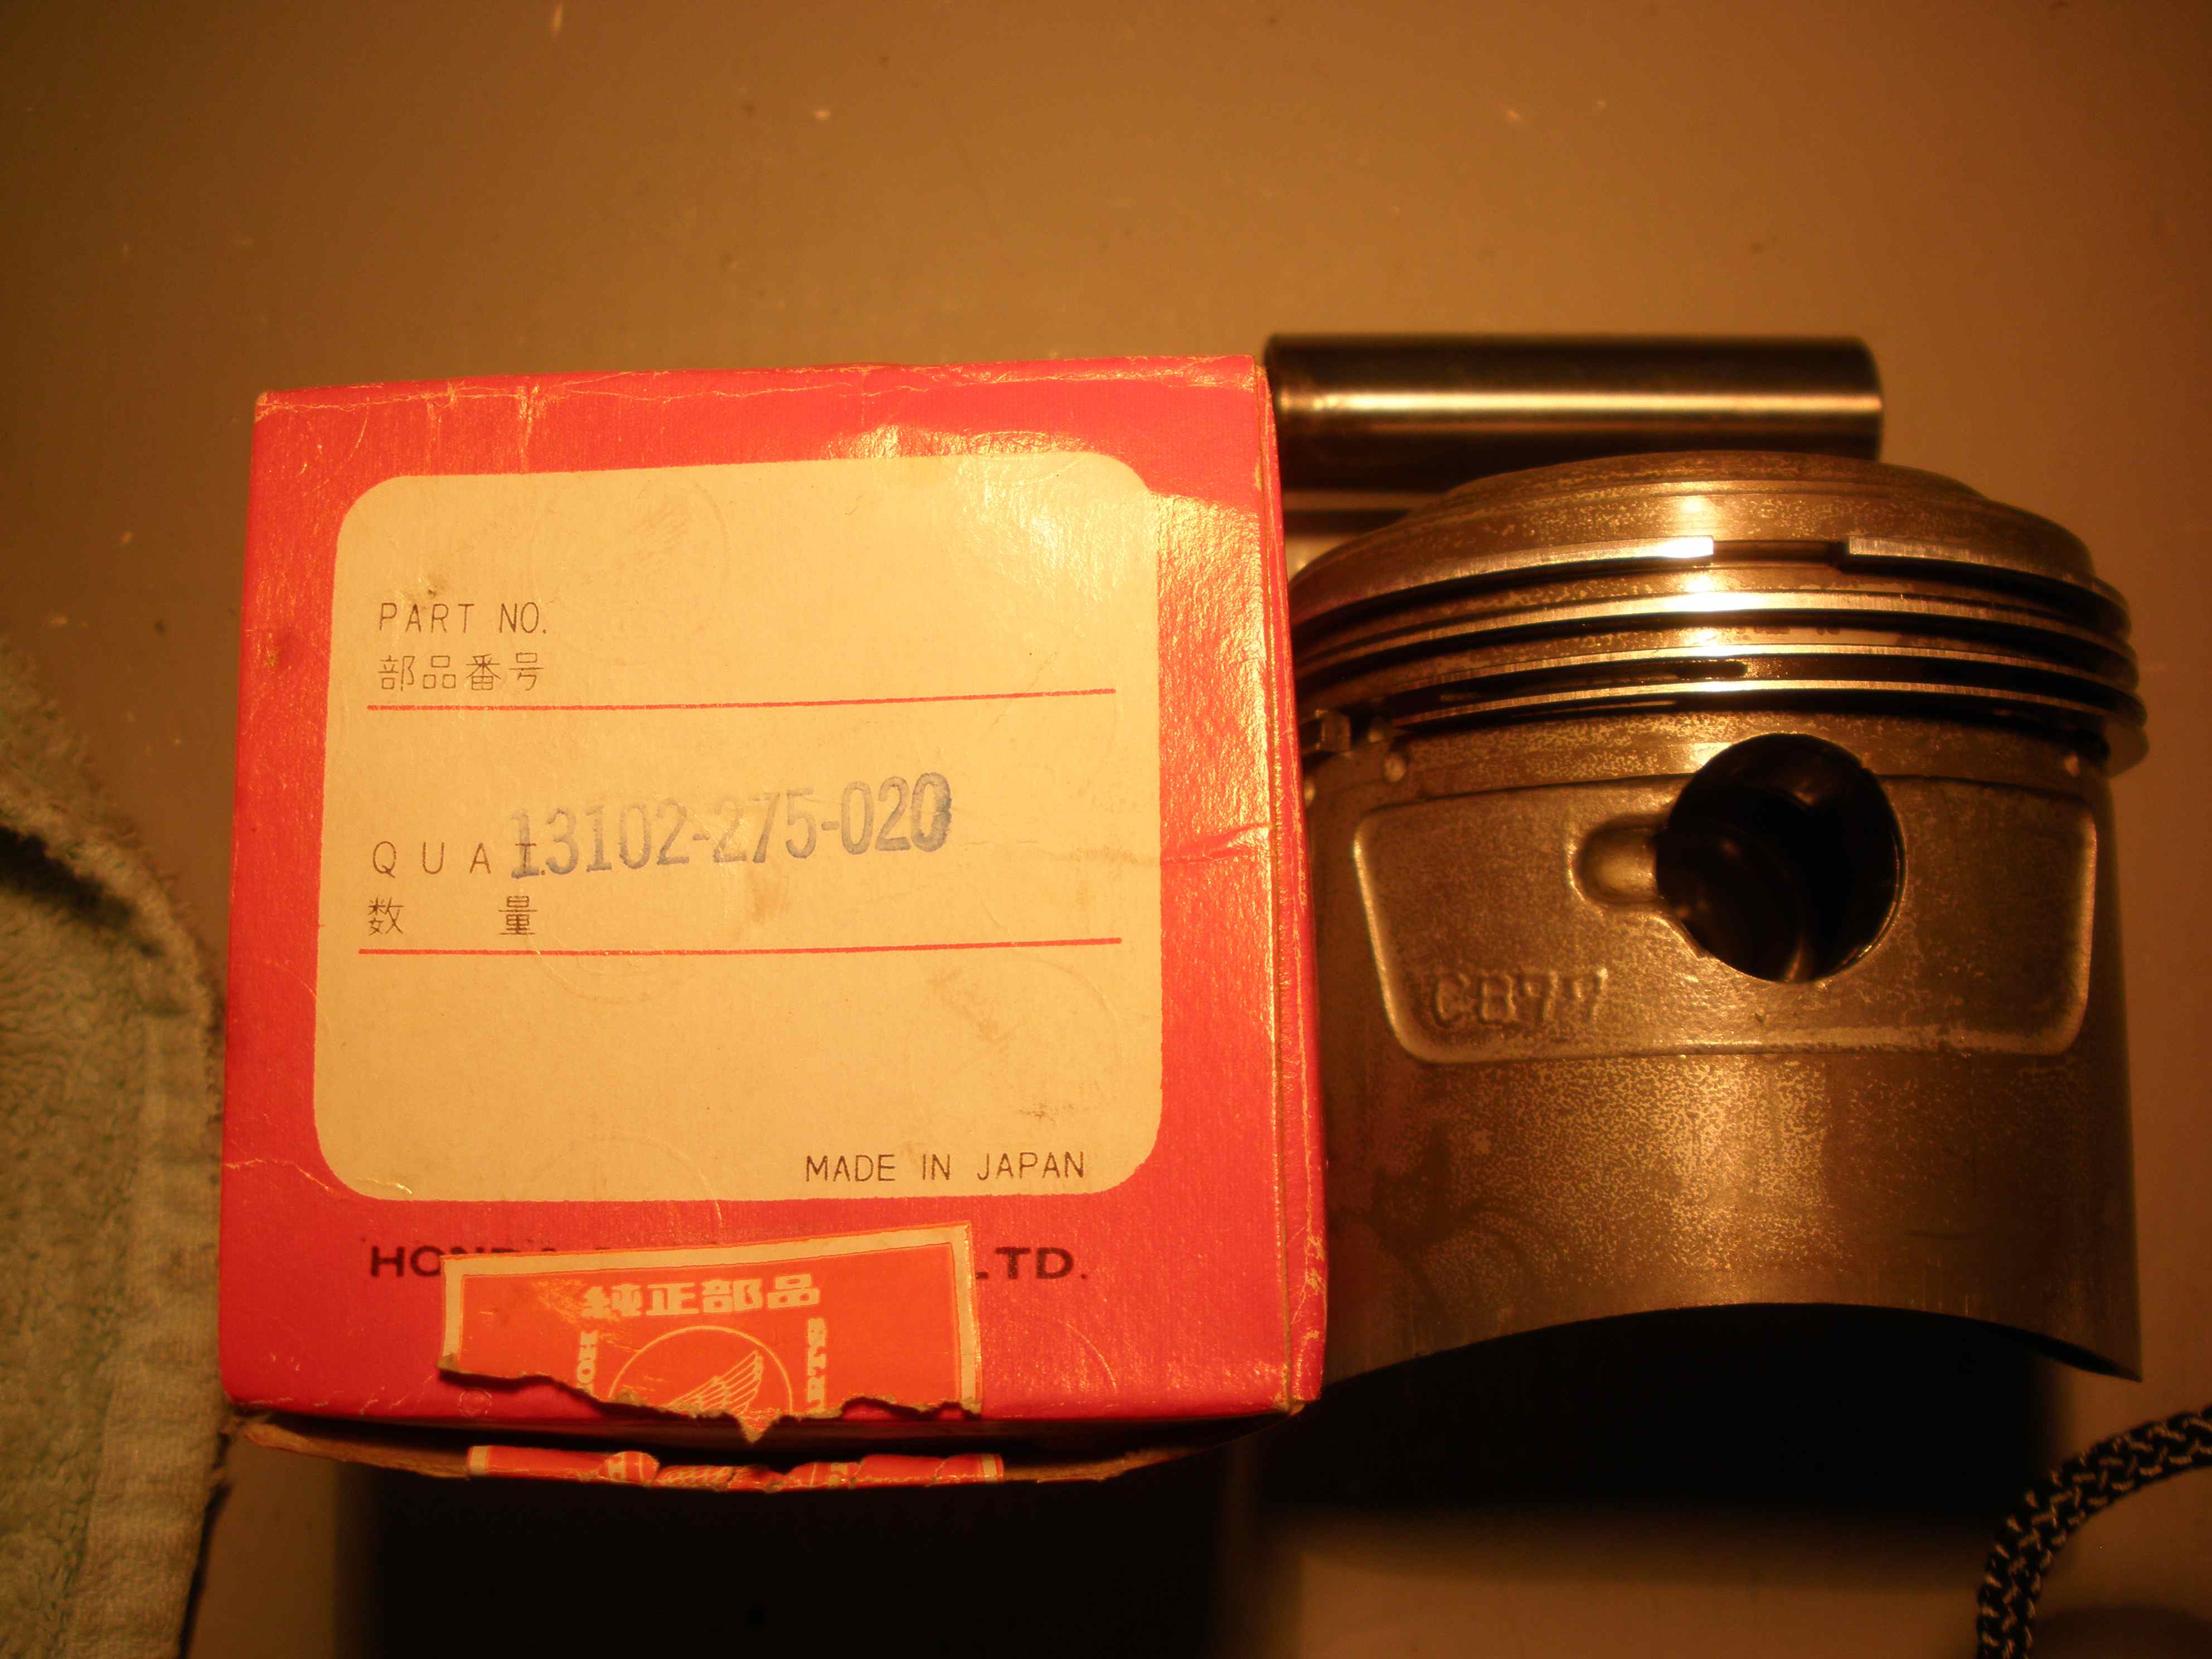 PART NO.
部品番号
13102-275-020
QUA
数 量
MADE IN JAPAN
LTD.
純正部品
CB77